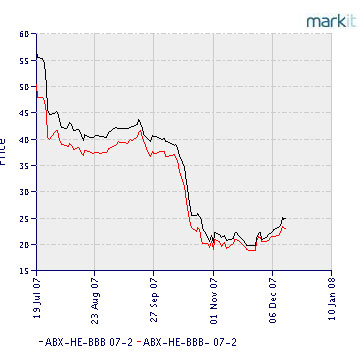 markit
60
55
50
45
40
35
30
25
20
15
Price
19 Jul 07
23 Aug 07
27 Sep 07
01 Nov 07
06 Dec 07
10 Jan 08
ABX-HE-BBB 07-2 ABX-HE-BBB- 07-2